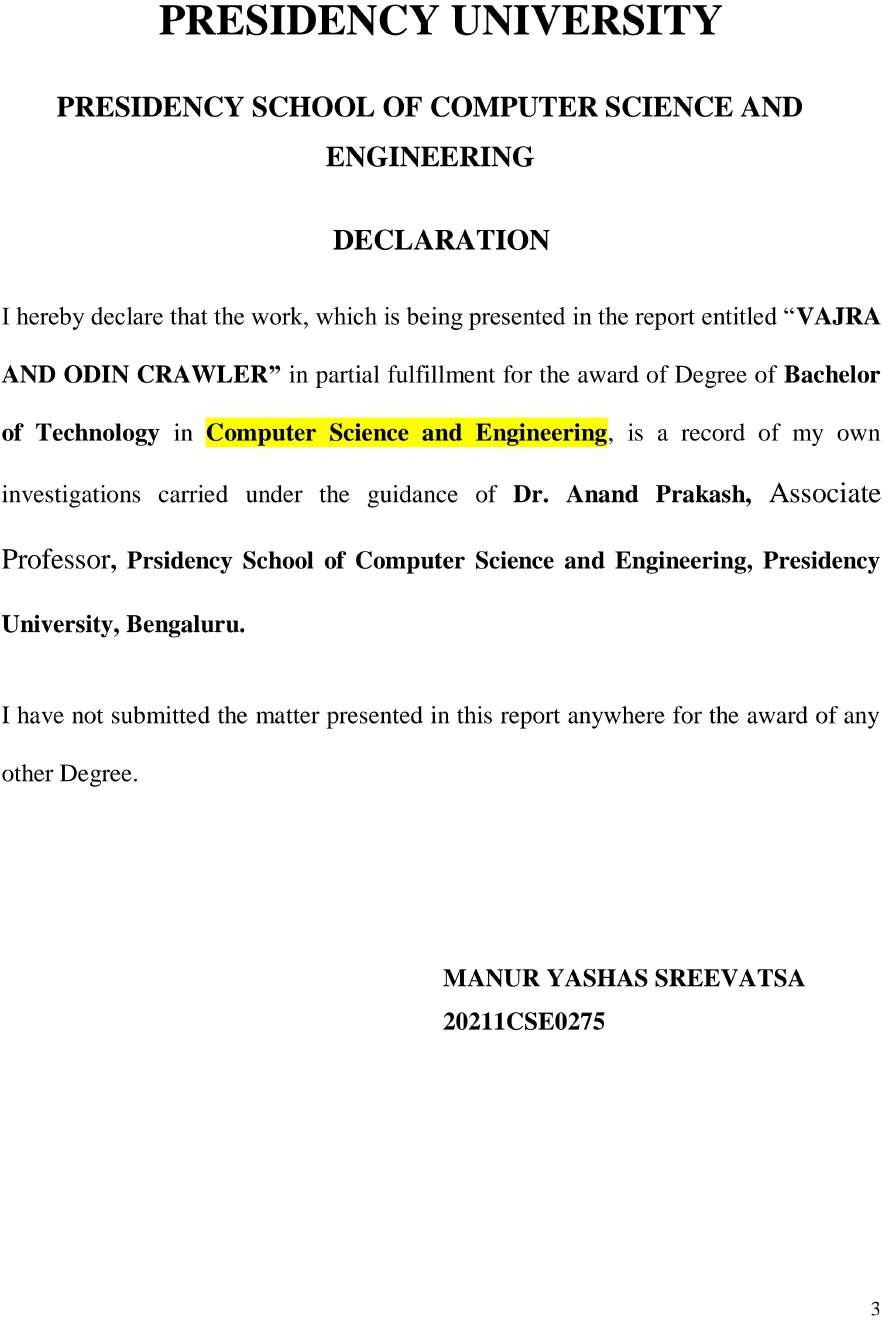 PRESIDENCY UNIVERSITY
PRESIDENCY SCHOOL OF COMPUTER SCIENCE AND
ENGINEERING
DECLARATION
I hereby declare that the work, which is being presented in the report entitled “VAJRA
AND ODIN CRAWLER” in partial fulfillment for the award of Degree of Bachelor
of Technology in Computer Science and Engineering, is a record of my own
investigations carried under the guidance of Dr. Anand Prakash, Associate
Professor, Prsidency School of Computer Science and Engineering, Presidency
University, Bengaluru.
I have not submitted the matter presented in this report anywhere for the award of any
other Degree.
MANUR YASHAS SREEVATSA
20211CSE0275
3